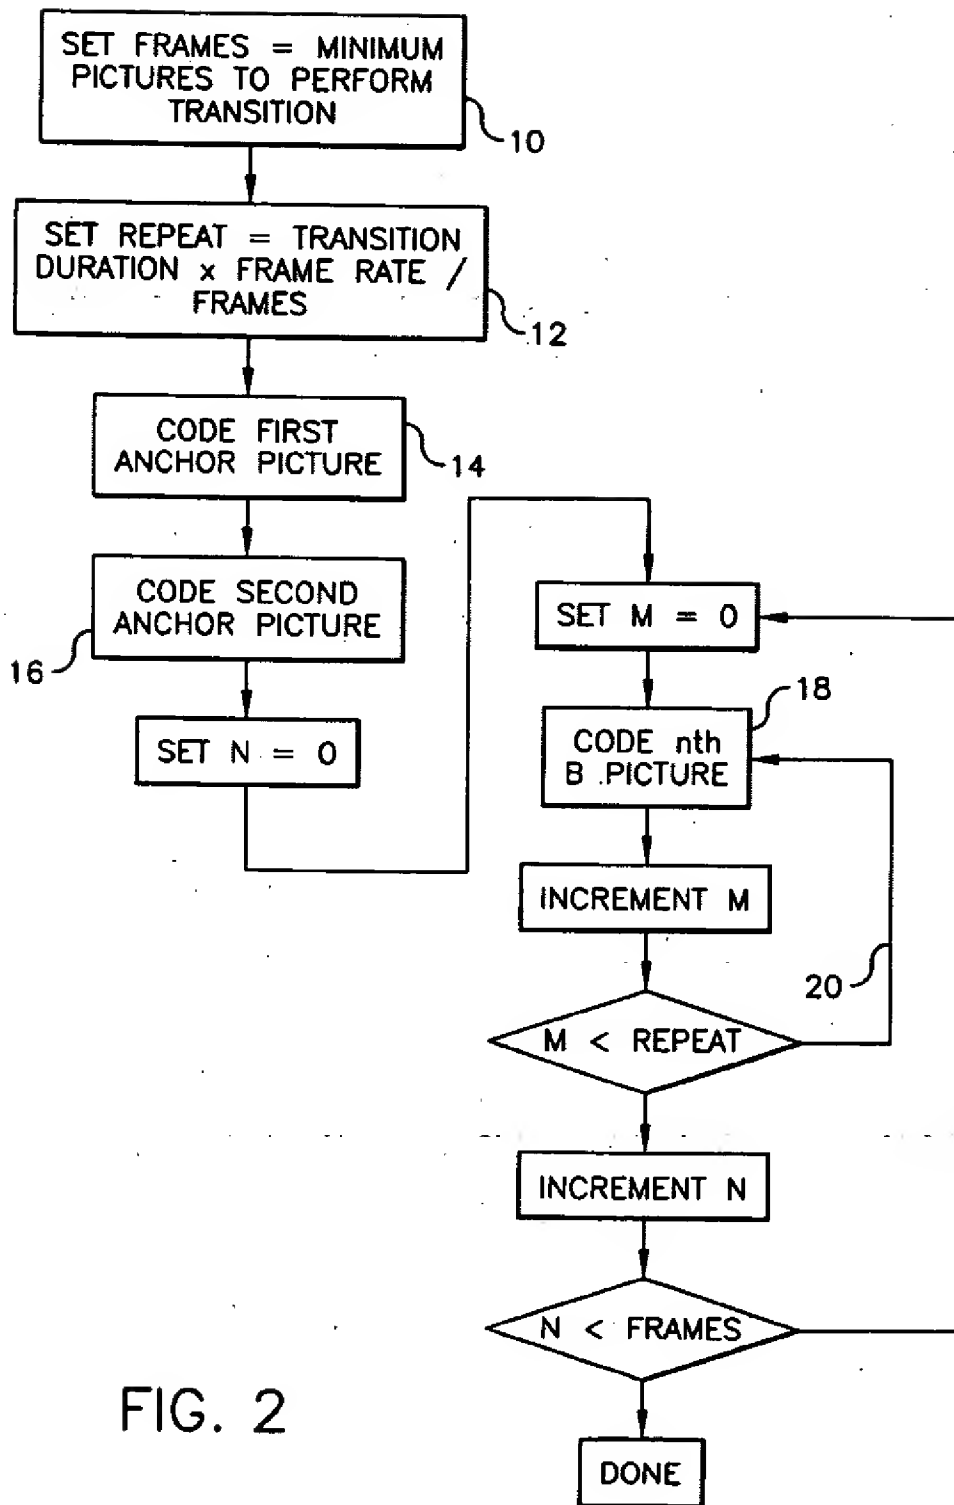 SET FRAMES = MINIMUM
PICTURES TO PERFORM
TRANSITION
10
SET REPEAT = TRANSITION
DURATION x FRAME RATE /
FRAMES
12
CODE FIRST
ANCHOR PICTURE
14
CODE SECOND
ANCHOR PICTURE
16
SET N = 0
SET M = 0
18
CODE nth
B PICTURE
INCREMENT M
20
M < REPEAT
INCREMENT N
N < FRAMES
DONE
FIG. 2